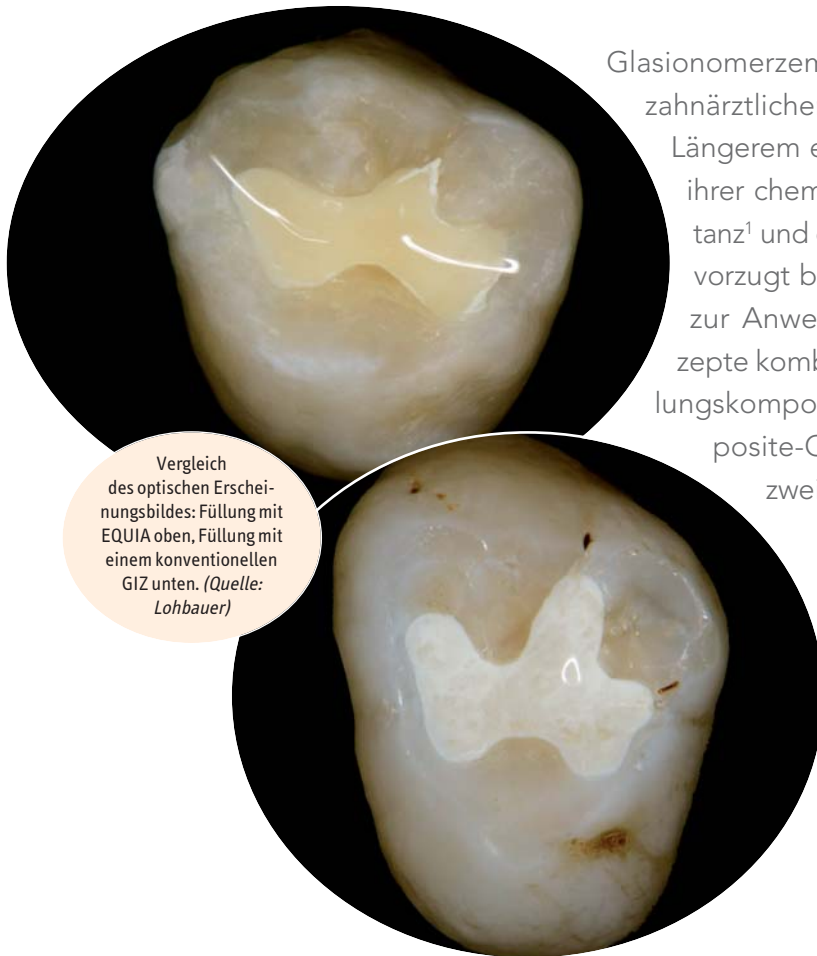 Glasionomerzem
zahnärztliche
Längerem e
ihrer chem
tanz¹ und
vorzugt b
zur Anwe
zepte komb
lungskompo
posite-
zwei
Vergleich
des optischen Erschei-
nungsbildes: Füllung mit
EQUIA oben, Füllung mit
einem konventionellen
GIZ unten. (Quelle:
Lohbauer)